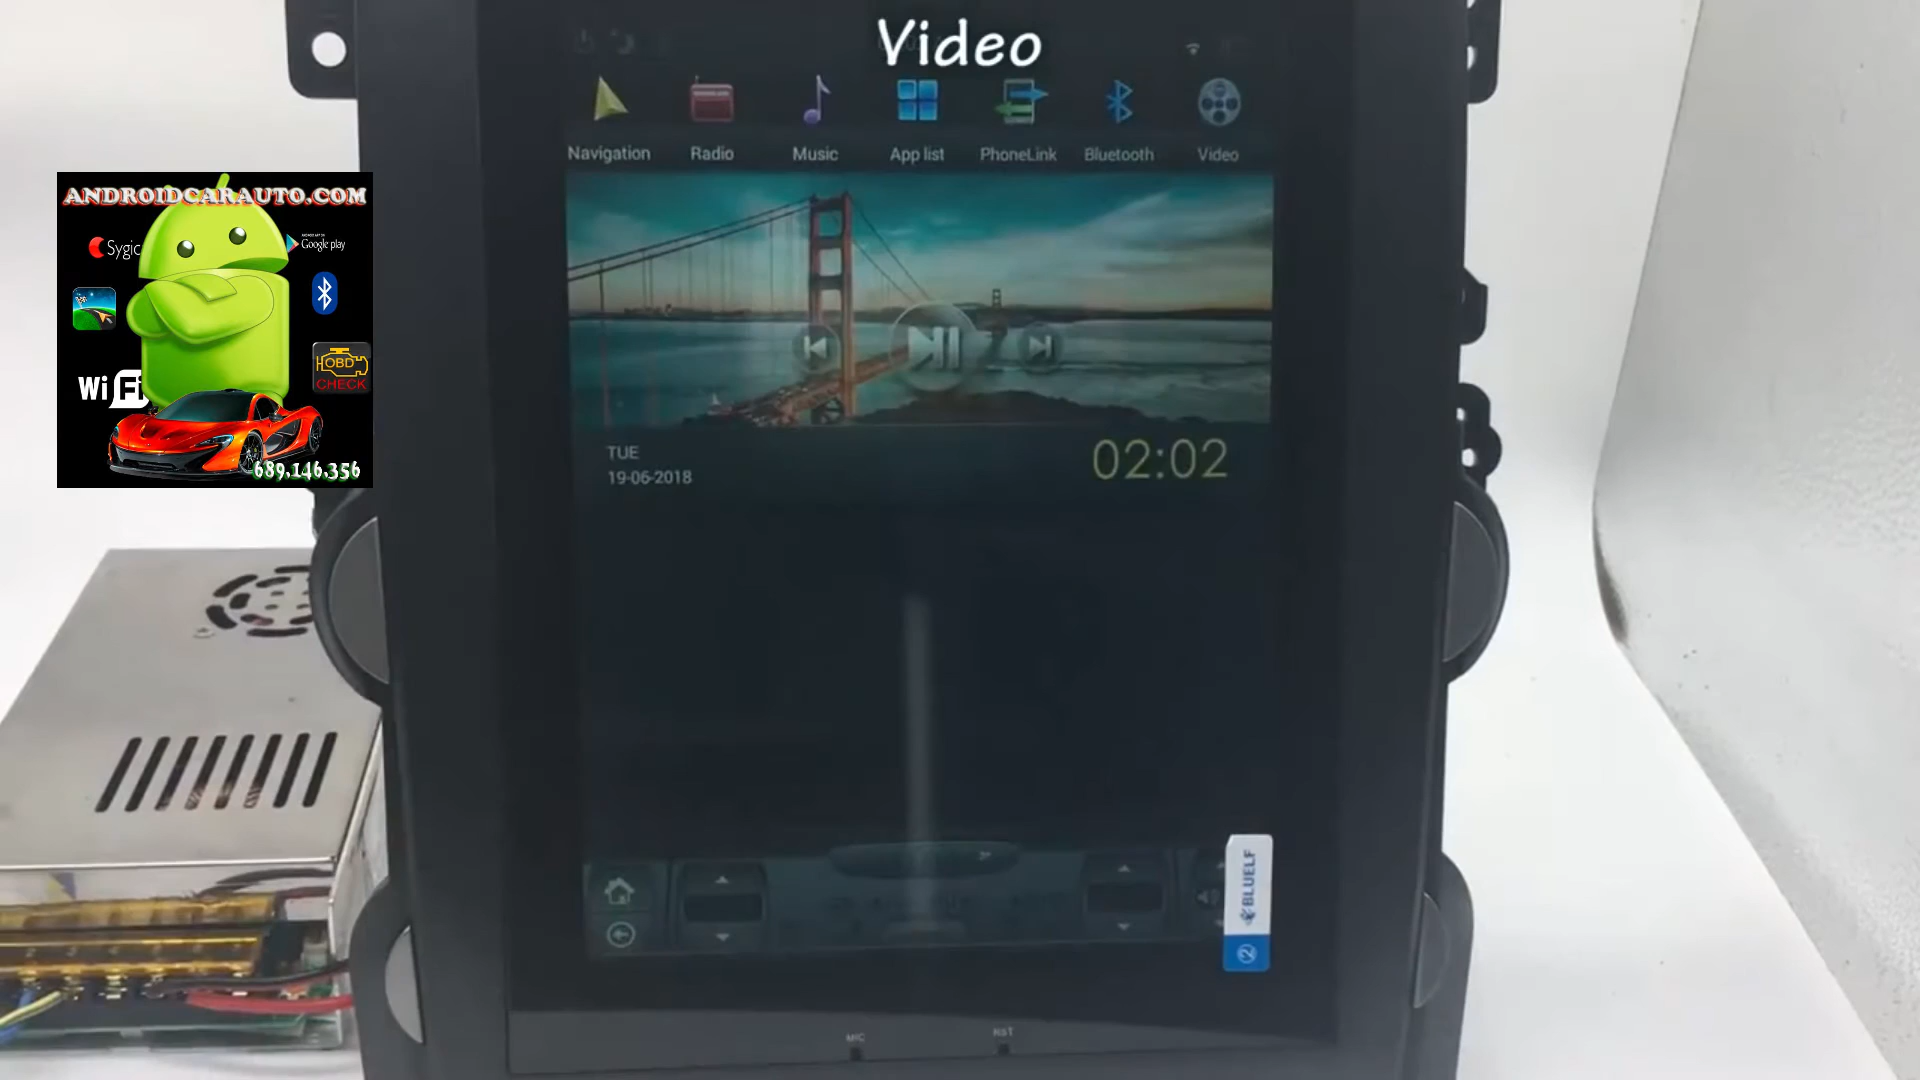 Video
Navigation
Radio
Music
App list
PhoneLink
Bluetooth
Video
ANDROIDCARAUTO.COM
Sygic
Google play
WiFi
OBD
CHECK
689,146,356
TUE
19-06-2018
02:02
BLUELF
MIC
RST